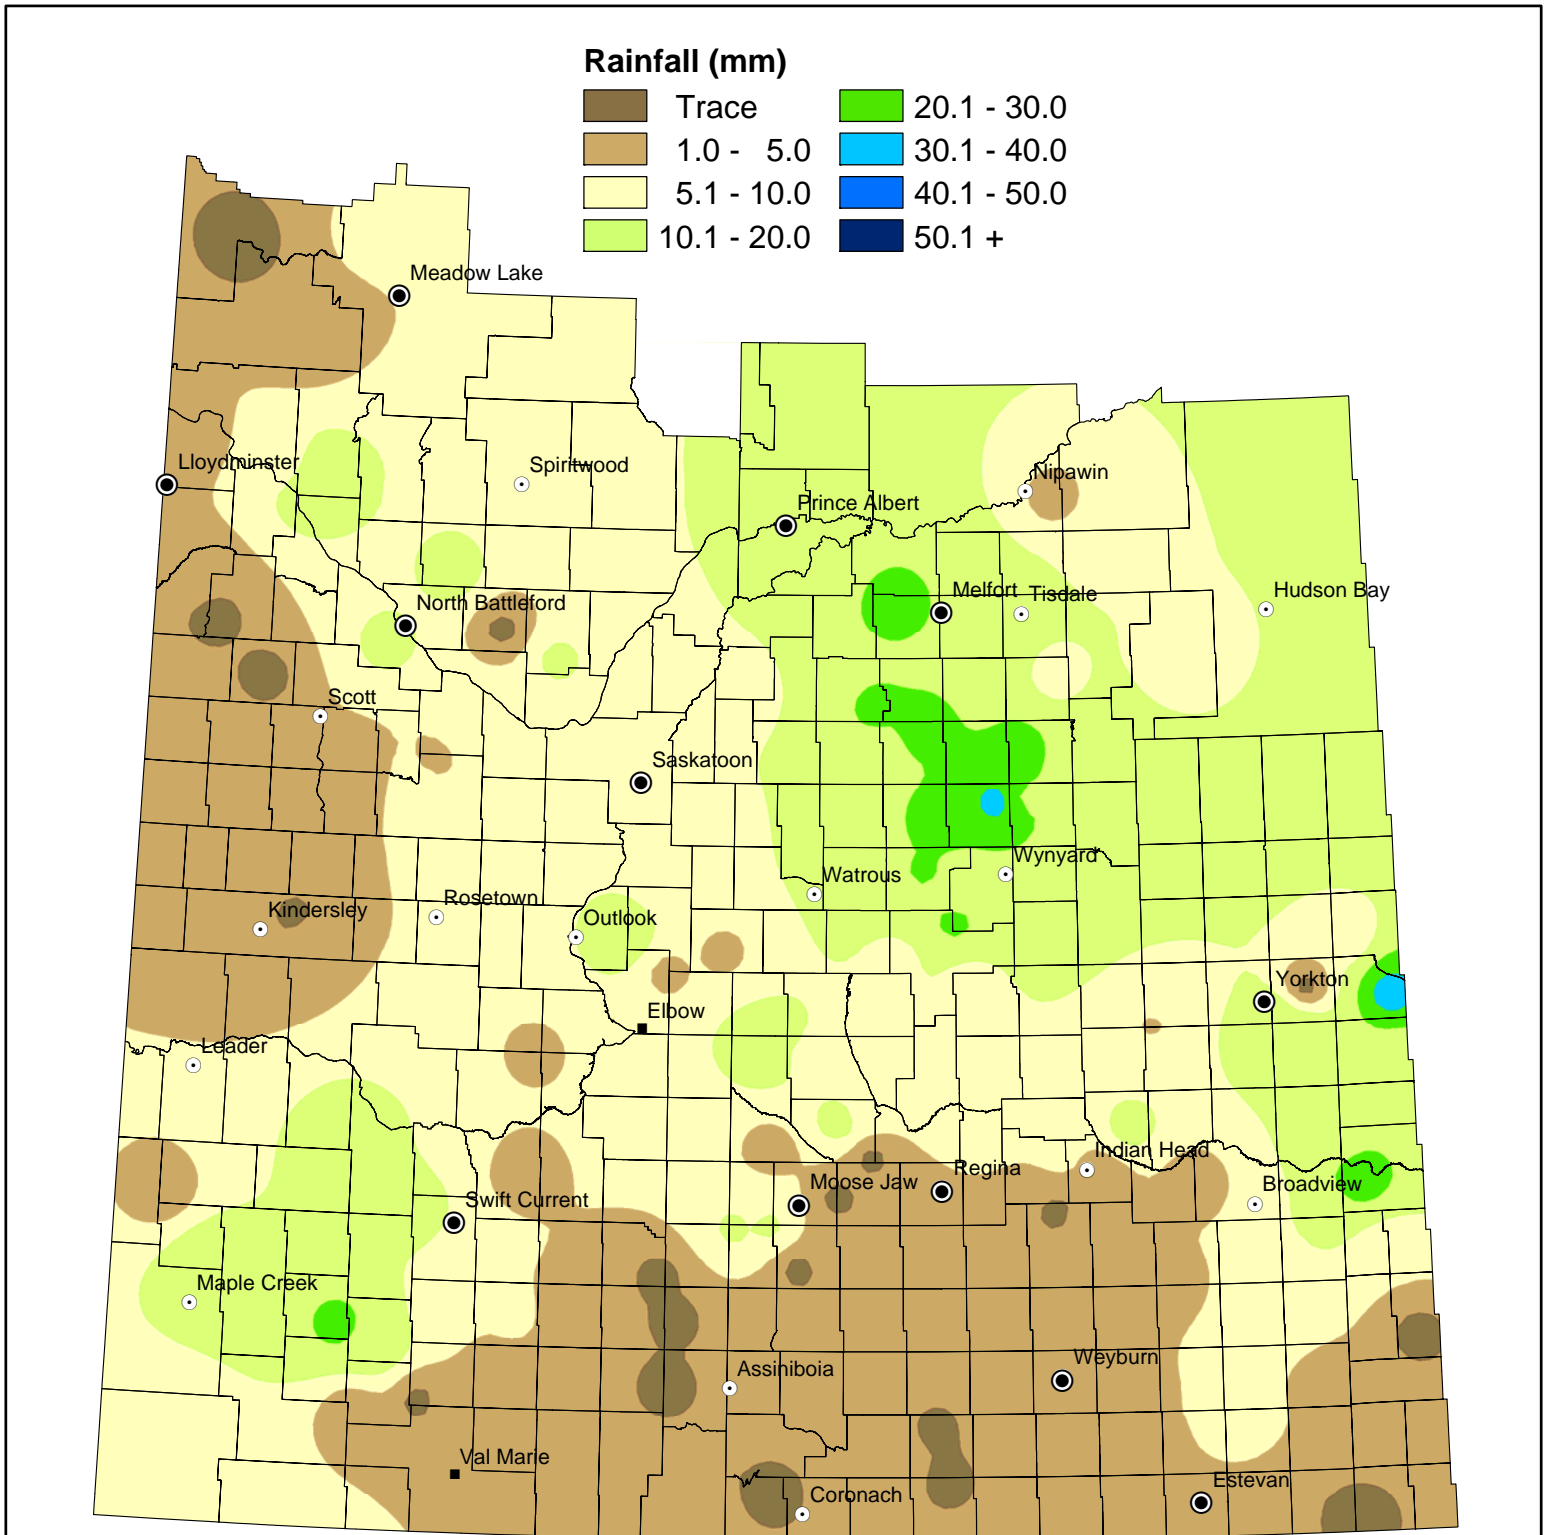 Rainfall (mm)
Trace
1.0 - 5.0
5.1 - 10.0
10.1 - 20.0
20.1 - 30.0
30.1 - 40.0
40.1 - 50.0
50.1 +
Meadow Lake
Lloydminster
Spiritwood
Nipawin
Prince Albert
North Battleford
Melfort
Tisdale
Hudson Bay
Scott
Saskatoon
Watrous
Wynyard
Kindersley
Rosetown
Outlook
Yorkton
Elbow
Leader
Indian Head
Regina
Moose Jaw
Swift Current
Broadview
Maple Creek
Assiniboia
Weyburn
Val Marie
Coronach
Estevan